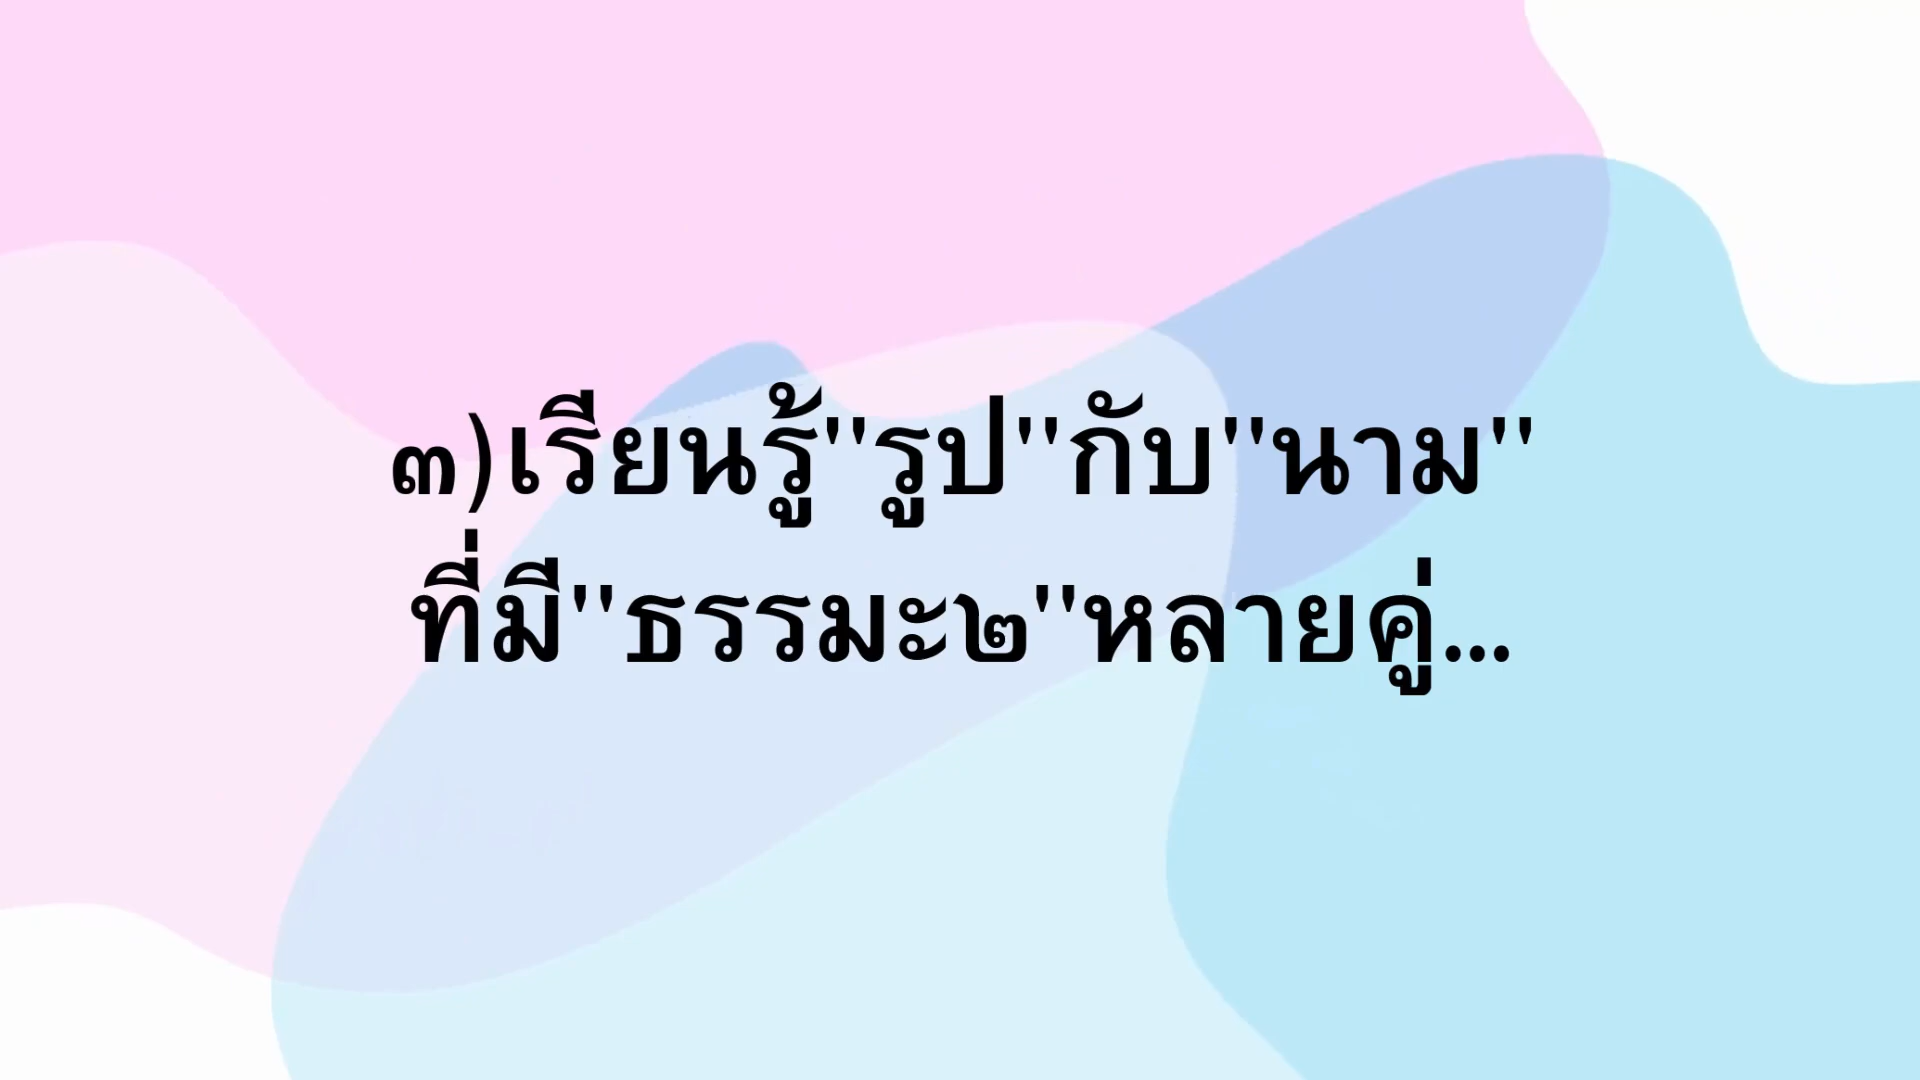 ๓)เรียนรู้"รูป"กับ"นาม"
ที่มี"ธรรมะ๒"หลายคู่...